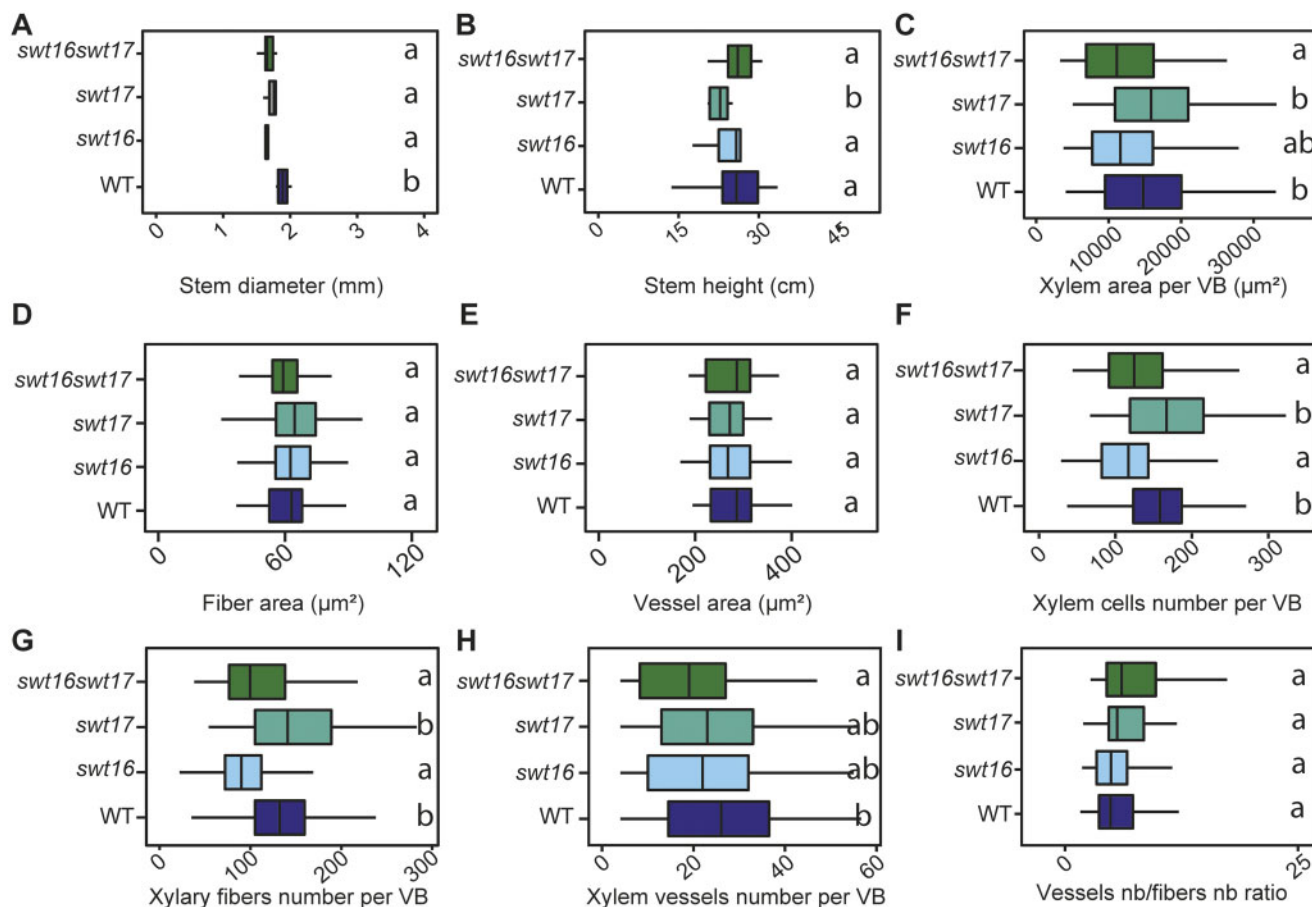 A
swt16swt17 a
swt17 a
swt16 a
WT b
0 1 2 3 4
Stem diameter (mm)
B
swt16swt17 a
swt17 b
swt16 a
WT a
0 15 30 45
Stem height (cm)
C
swt16swt17 a
swt17 b
swt16 ab
WT b
0 10000 20000 30000
Xylem area per VB (µm²)
D
swt16swt17 a
swt17 a
swt16 a
WT a
0 60 120
Fiber area (µm²)
E
swt16swt17 a
swt17 a
swt16 a
WT a
0 200 400
Vessel area (µm²)
F
swt16swt17 a
swt17 b
swt16 a
WT b
0 100 200 300
Xylem cells number per VB
G
swt16swt17 a
swt17 b
swt16 a
WT b
0 100 200 300
Xylary fibers number per VB
H
swt16swt17 a
swt17 ab
swt16 ab
WT b
0 20 40 60
Xylem vessels number per VB
I
swt16swt17 a
swt17 a
swt16 a
WT a
0 25
Vessels nb/fibers nb ratio